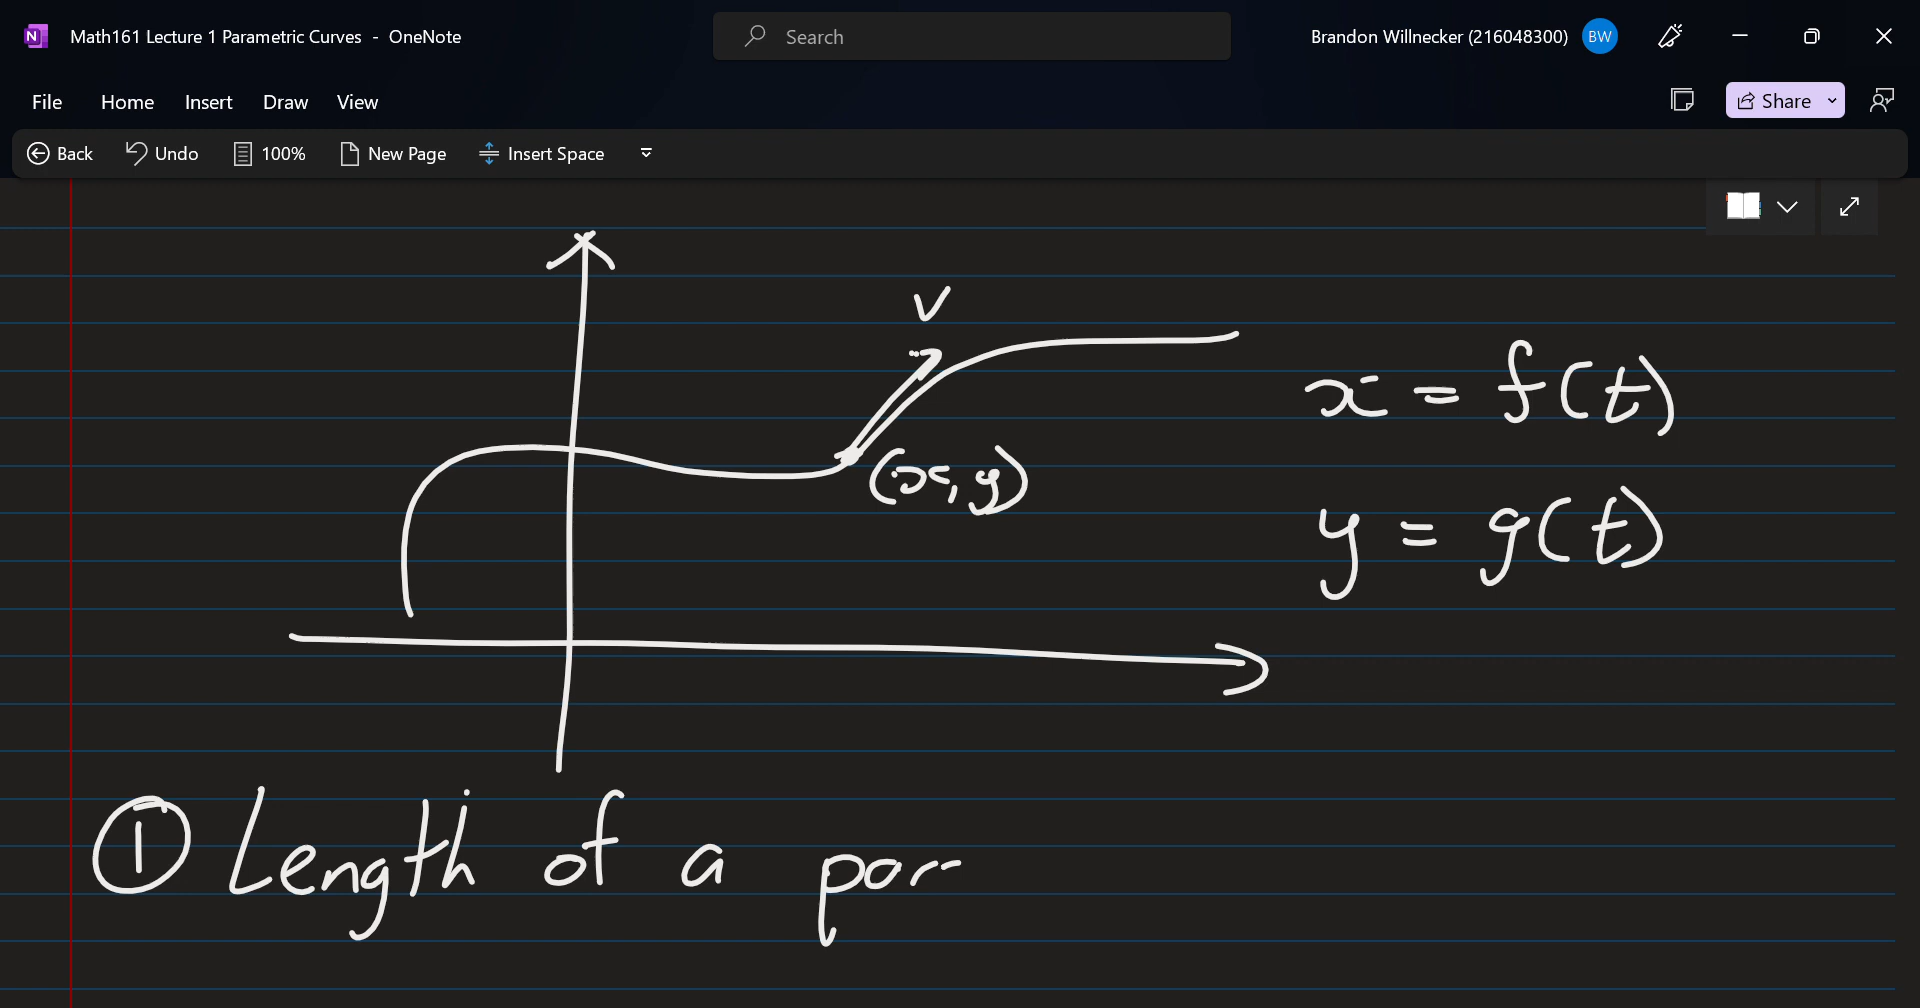 Math161 Lecture 1 Parametric Curves - OneNote
Search
Brandon Willnecker (216048300) BW
File Home Insert Draw View
Share
Back Undo 100% New Page Insert Space
v
(x, y)
x = f(t)
y = g(t)
① Length of a par